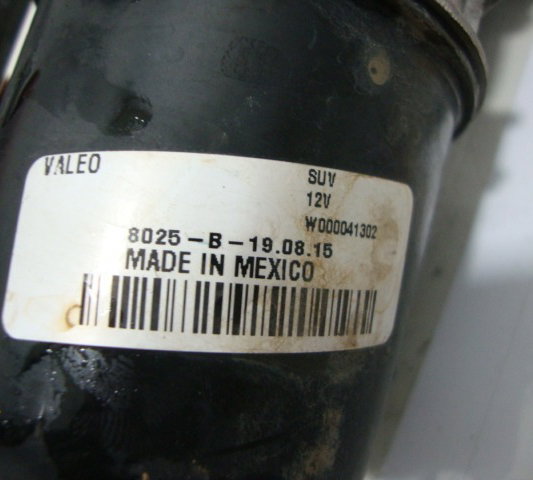 VALEO
SUV
12V
W000041302
8025-B-19.08.15
MADE IN MEXICO